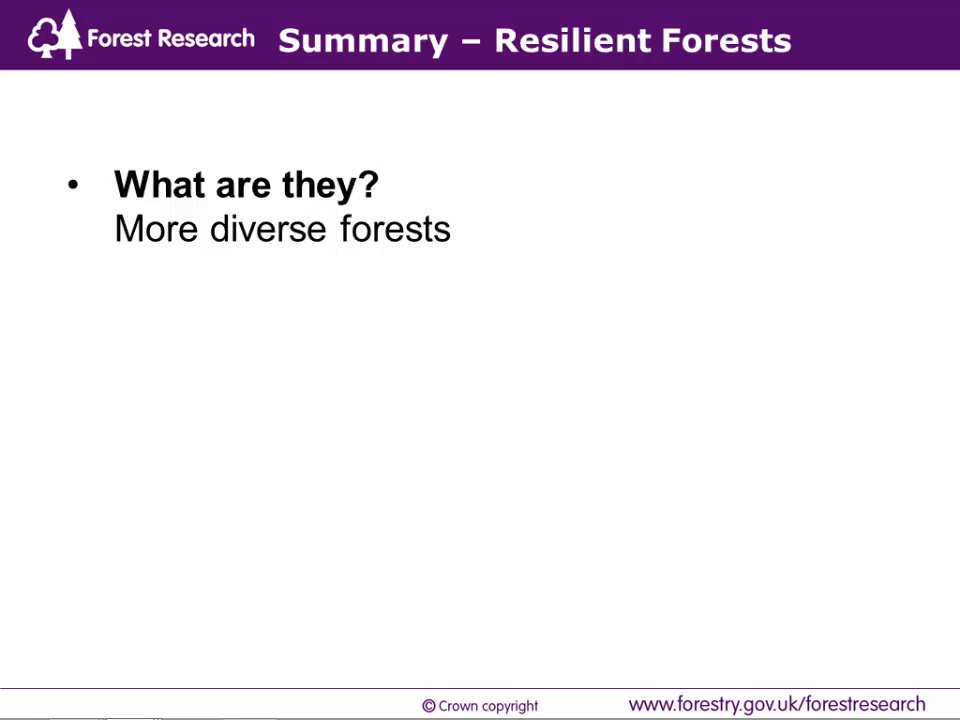 Forest Research Summary – Resilient Forests
• What are they?
More diverse forests
© Crown copyright www.forestry.gov.uk/forestresearch